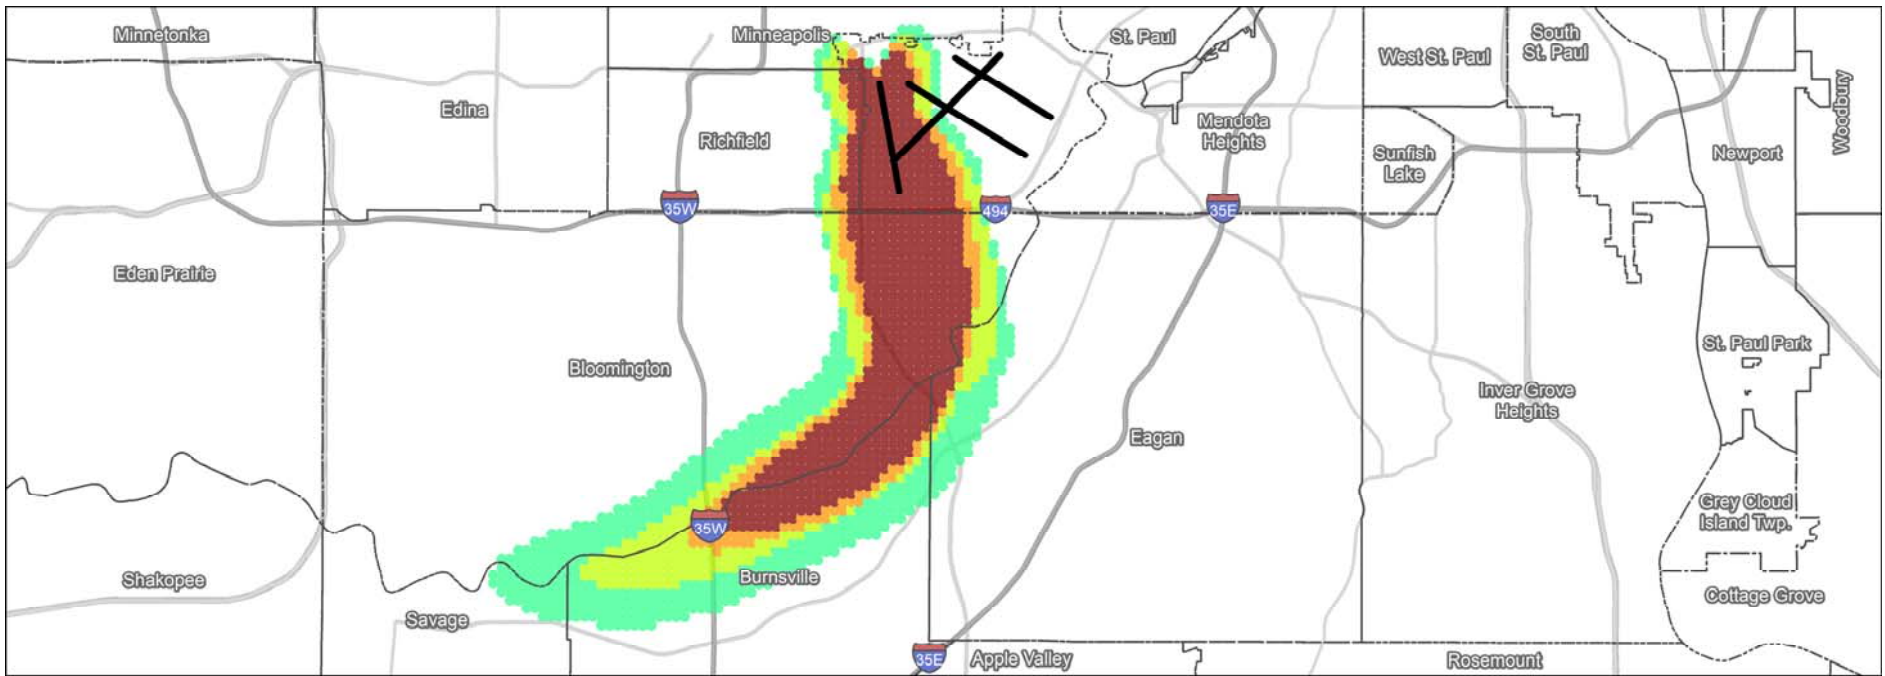 Minnetonka
Minneapolis
St. Paul
South
St. Paul
West St. Paul
Edina
Richfield
Mendota
Heights
Sunfish
Lake
Newport
Woodbury
35W
494
35E
Eden Prairie
Bloomington
St. Paul Park
Inver Grove
Heights
Eagan
35W
Grey Cloud
Island Twp.
Shakopee
Burnsville
Cottage Grove
Savage
35E
Apple Valley
Rosemount